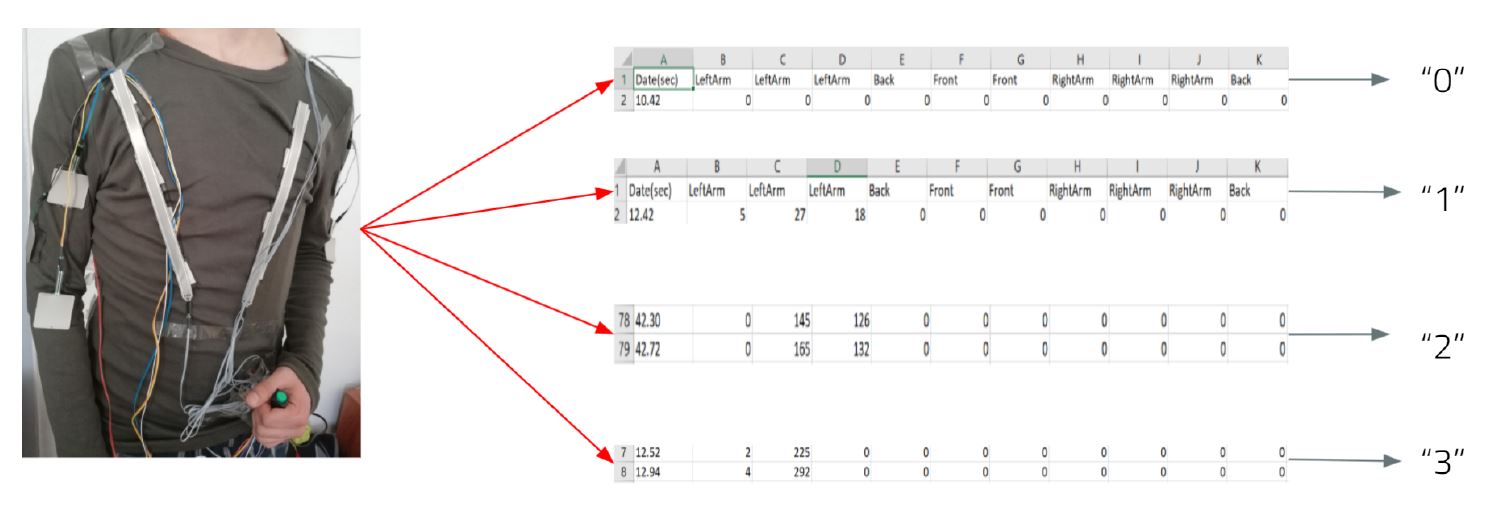 A B C D E F G H I J K
1 Date(sec) LeftArm LeftArm LeftArm Back Front Front RightArm RightArm RightArm Back
2 10.42 0 0 0 0 0 0 0 0 0 0
“0”
A B C D E F G H I J K
1 Date(sec) LeftArm LeftArm LeftArm Back Front Front RightArm RightArm RightArm Back
2 12.42 5 27 18 0 0 0 0 0 0 0
“1”
78 42.30 0 145 126 0 0 0 0 0 0 0
79 42.72 0 165 132 0 0 0 0 0 0 0
“2”
7 12.52 2 225 0 0 0 0 0 0 0 0
8 12.94 4 292 0 0 0 0 0 0 0 0
“3”